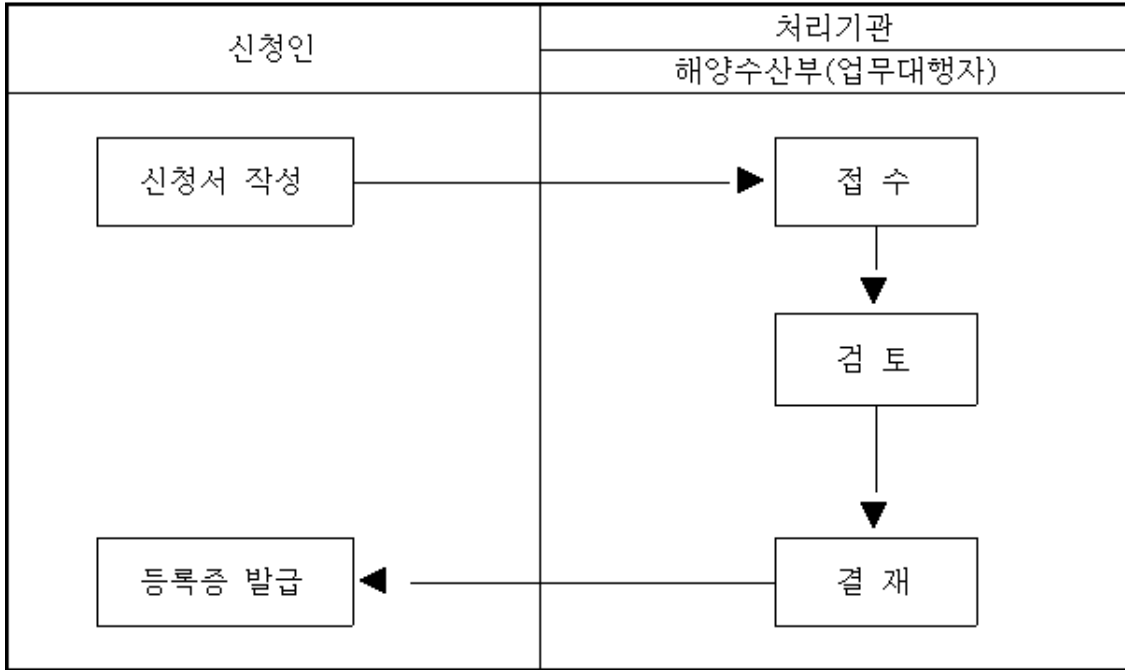 신청인
처리기관
해양수산부(업무대행자)
신청서 작성
접 수
검 토
등록증 발급
결 재